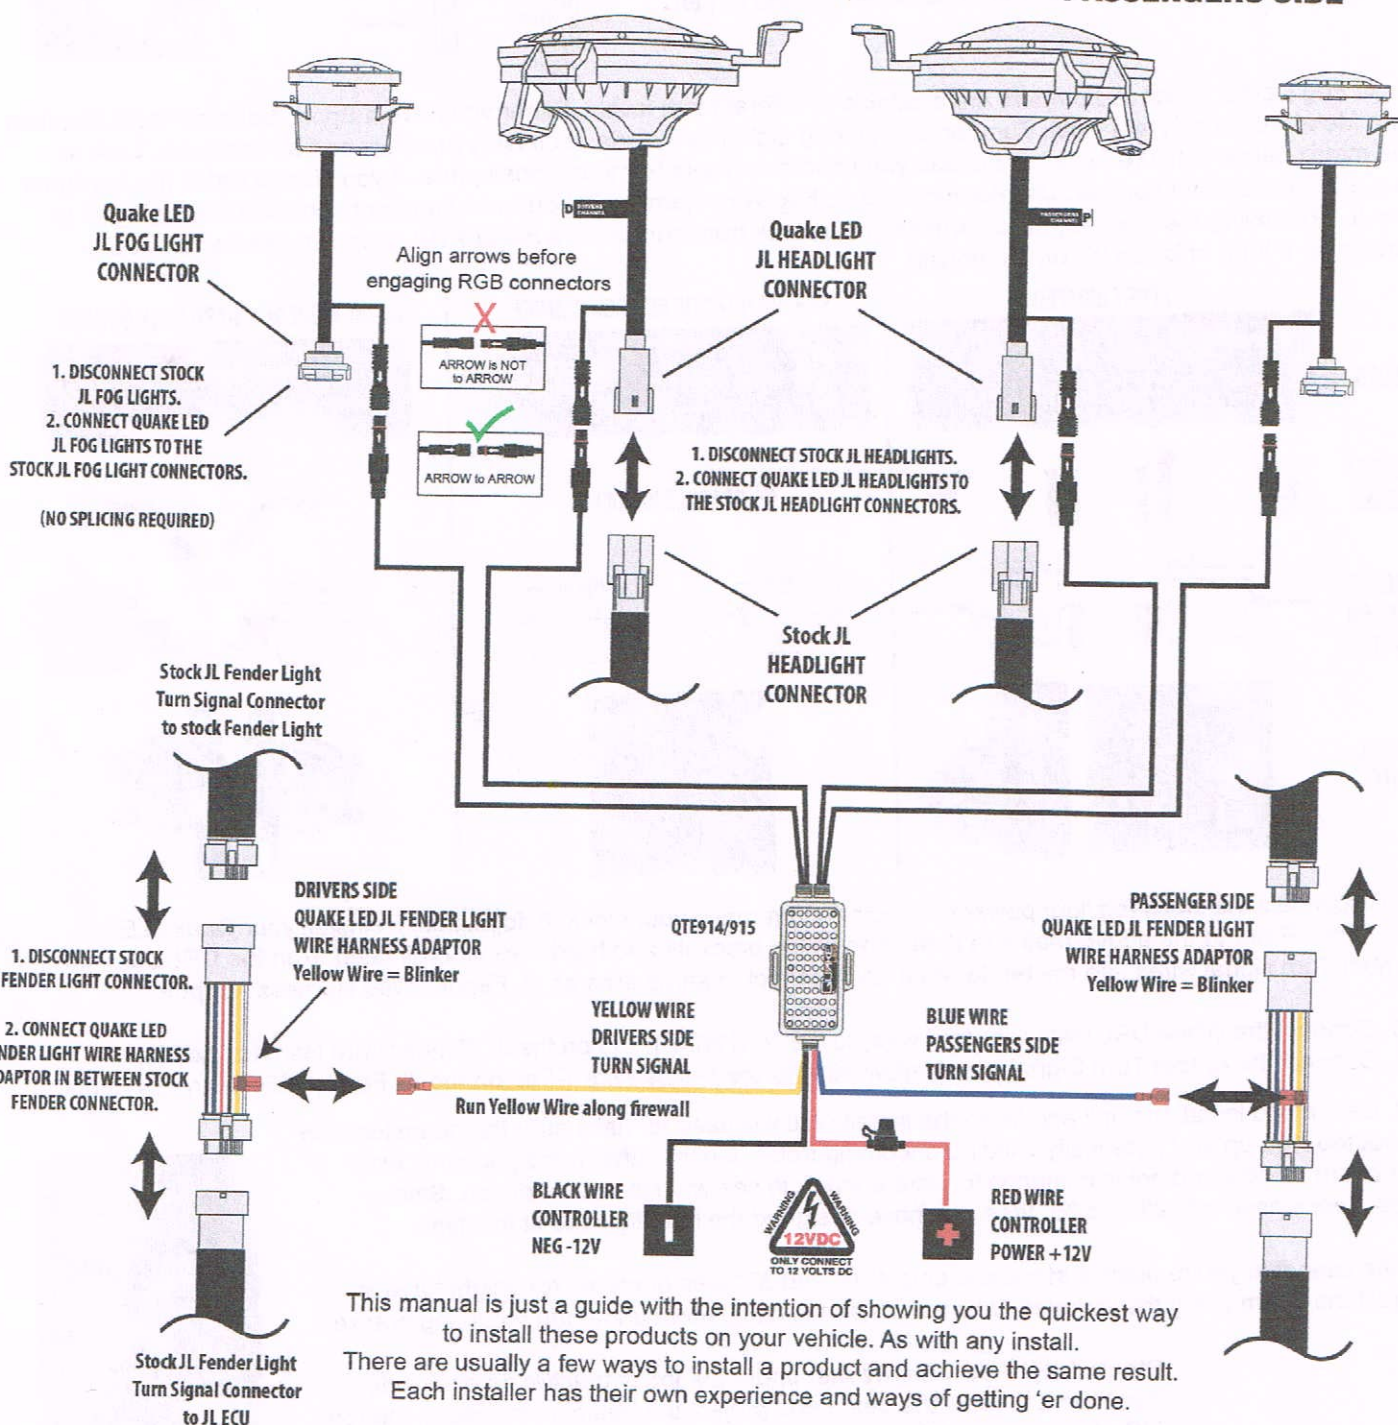 PASSENGERS SIDE
Quake LED
JL FOG LIGHT
CONNECTOR
1. DISCONNECT STOCK
JL FOG LIGHTS.
2. CONNECT QUAKE LED
JL FOG LIGHTS TO THE
STOCK JL FOG LIGHT CONNECTORS.
(NO SPLICING REQUIRED)
Align arrows before
engaging RGB connectors
X
ARROW is NOT
to ARROW
ARROW to ARROW
D DRIVERS
CHANNEL
Quake LED
JL HEADLIGHT
CONNECTOR
PASSENGERS P
CHANNEL
1. DISCONNECT STOCK JL HEADLIGHTS.
2. CONNECT QUAKE LED JL HEADLIGHTS TO
THE STOCK JL HEADLIGHT CONNECTORS.
Stock JL
HEADLIGHT
CONNECTOR
Stock JL Fender Light
Turn Signal Connector
to stock Fender Light
DRIVERS SIDE
QUAKE LED JL FENDER LIGHT
WIRE HARNESS ADAPTOR
Yellow Wire = Blinker
1. DISCONNECT STOCK
FENDER LIGHT CONNECTOR.
2. CONNECT QUAKE LED
NDER LIGHT WIRE HARNESS
DAPTOR IN BETWEEN STOCK
FENDER CONNECTOR.
QTE914/915
PASSENGER SIDE
QUAKE LED JL FENDER LIGHT
WIRE HARNESS ADAPTOR
Yellow Wire = Blinker
YELLOW WIRE
DRIVERS SIDE
TURN SIGNAL
BLUE WIRE
PASSENGERS SIDE
TURN SIGNAL
Run Yellow Wire along firewall
BLACK WIRE
CONTROLLER
NEG -12V
WARNING WARNING
12VDC
ONLY CONNECT
TO 12 VOLTS DC
RED WIRE
CONTROLLER
POWER +12V
Stock JL Fender Light
Turn Signal Connector
to JL ECU
This manual is just a guide with the intention of showing you the quickest way
to install these products on your vehicle. As with any install.
There are usually a few ways to install a product and achieve the same result.
Each installer has their own experience and ways of getting 'er done.